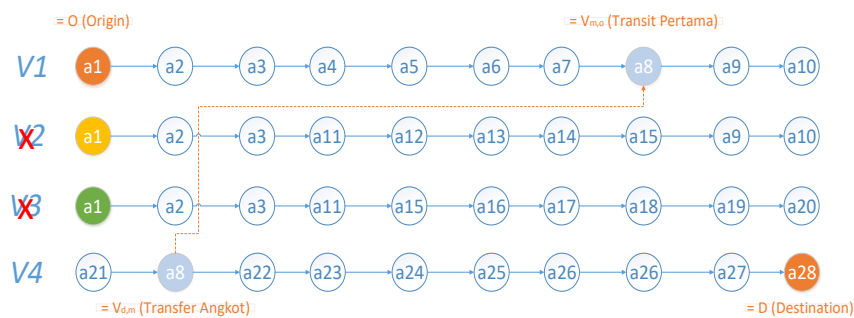 = O (Origin)
= Vm,o (Transit Pertama)
V1 a1 a2 a3 a4 a5 a6 a7 a8 a9 a10
V2 a1 a2 a3 a11 a12 a13 a14 a15 a9 a10
V3 a1 a2 a3 a11 a15 a16 a17 a18 a19 a20
V4 a21 a8 a22 a23 a24 a25 a26 a26 a27 a28
= Vd,m (Transfer Angkot)
= D (Destination)